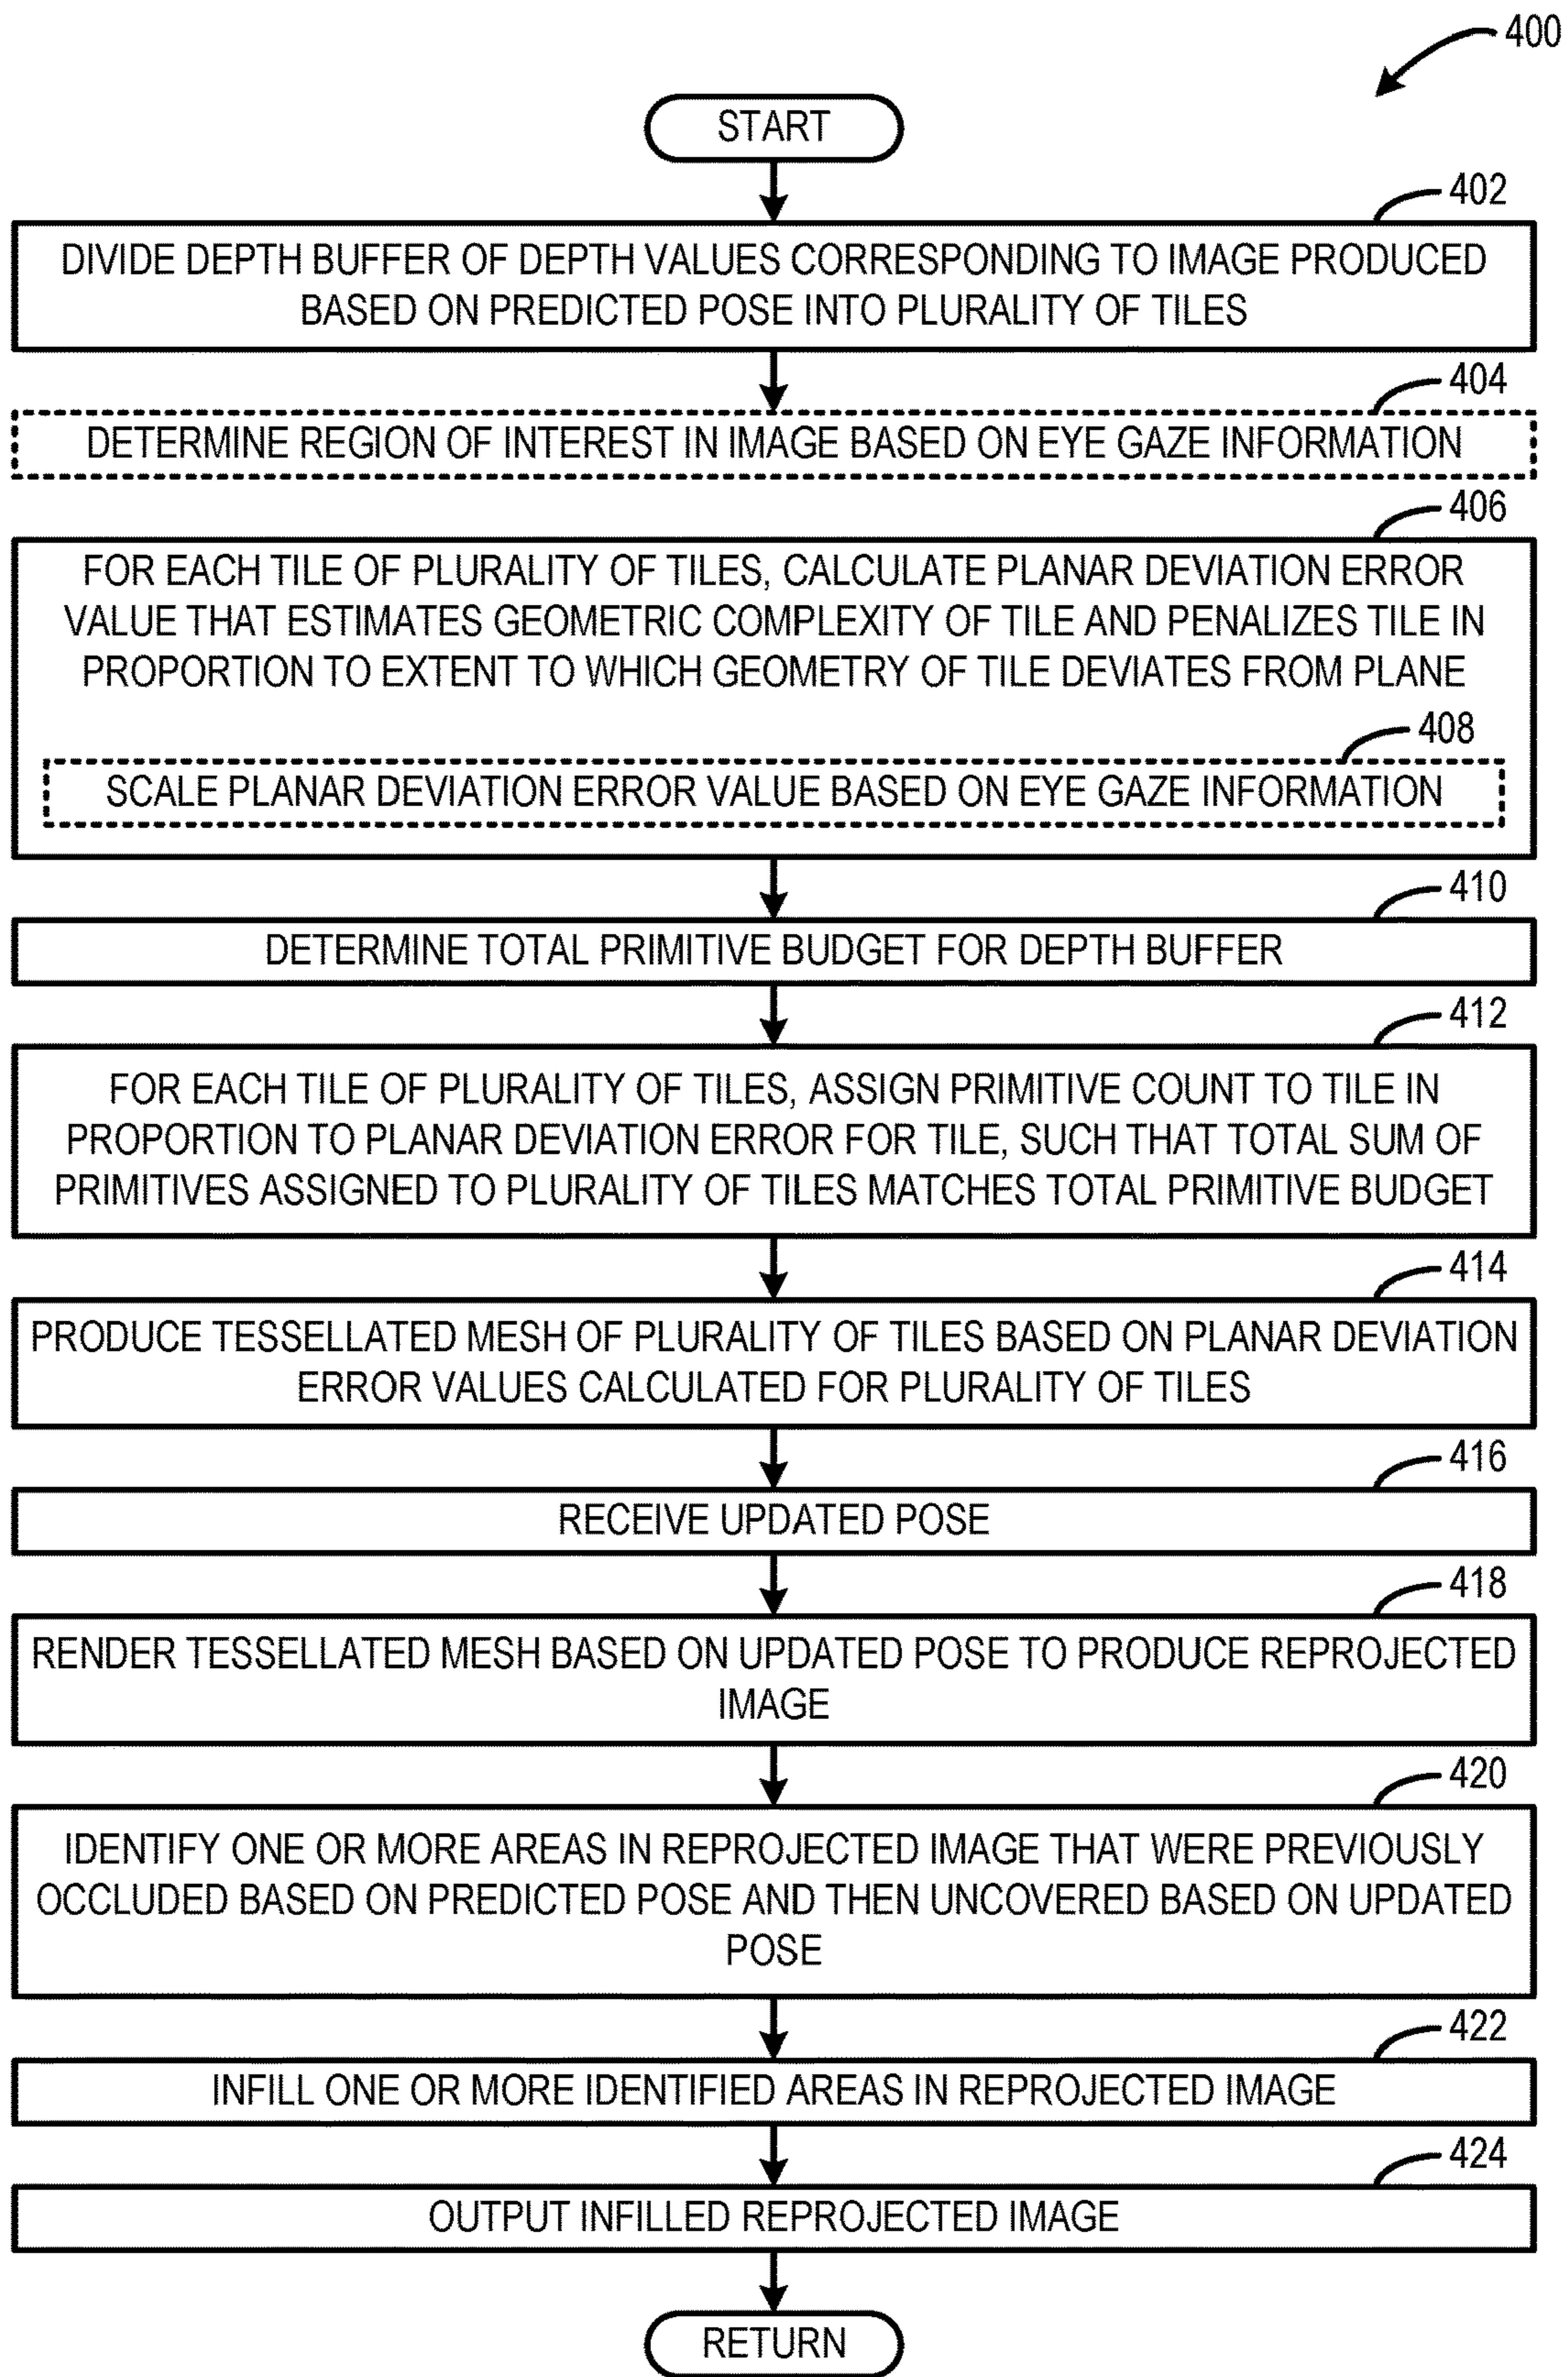 400
START
402
DIVIDE DEPTH BUFFER OF DEPTH VALUES CORRESPONDING TO IMAGE PRODUCED
BASED ON PREDICTED POSE INTO PLURALITY OF TILES
404
DETERMINE REGION OF INTEREST IN IMAGE BASED ON EYE GAZE INFORMATION
406
FOR EACH TILE OF PLURALITY OF TILES, CALCULATE PLANAR DEVIATION ERROR
VALUE THAT ESTIMATES GEOMETRIC COMPLEXITY OF TILE AND PENALIZES TILE IN
PROPORTION TO EXTENT TO WHICH GEOMETRY OF TILE DEVIATES FROM PLANE
408
SCALE PLANAR DEVIATION ERROR VALUE BASED ON EYE GAZE INFORMATION
410
DETERMINE TOTAL PRIMITIVE BUDGET FOR DEPTH BUFFER
412
FOR EACH TILE OF PLURALITY OF TILES, ASSIGN PRIMITIVE COUNT TO TILE IN
PROPORTION TO PLANAR DEVIATION ERROR FOR TILE, SUCH THAT TOTAL SUM OF
PRIMITIVES ASSIGNED TO PLURALITY OF TILES MATCHES TOTAL PRIMITIVE BUDGET
414
PRODUCE TESSELLATED MESH OF PLURALITY OF TILES BASED ON PLANAR DEVIATION
ERROR VALUES CALCULATED FOR PLURALITY OF TILES
416
RECEIVE UPDATED POSE
418
RENDER TESSELLATED MESH BASED ON UPDATED POSE TO PRODUCE REPROJECTED
IMAGE
420
IDENTIFY ONE OR MORE AREAS IN REPROJECTED IMAGE THAT WERE PREVIOUSLY
OCCLUDED BASED ON PREDICTED POSE AND THEN UNCOVERED BASED ON UPDATED
POSE
422
INFILL ONE OR MORE IDENTIFIED AREAS IN REPROJECTED IMAGE
424
OUTPUT INFILLED REPROJECTED IMAGE
RETURN